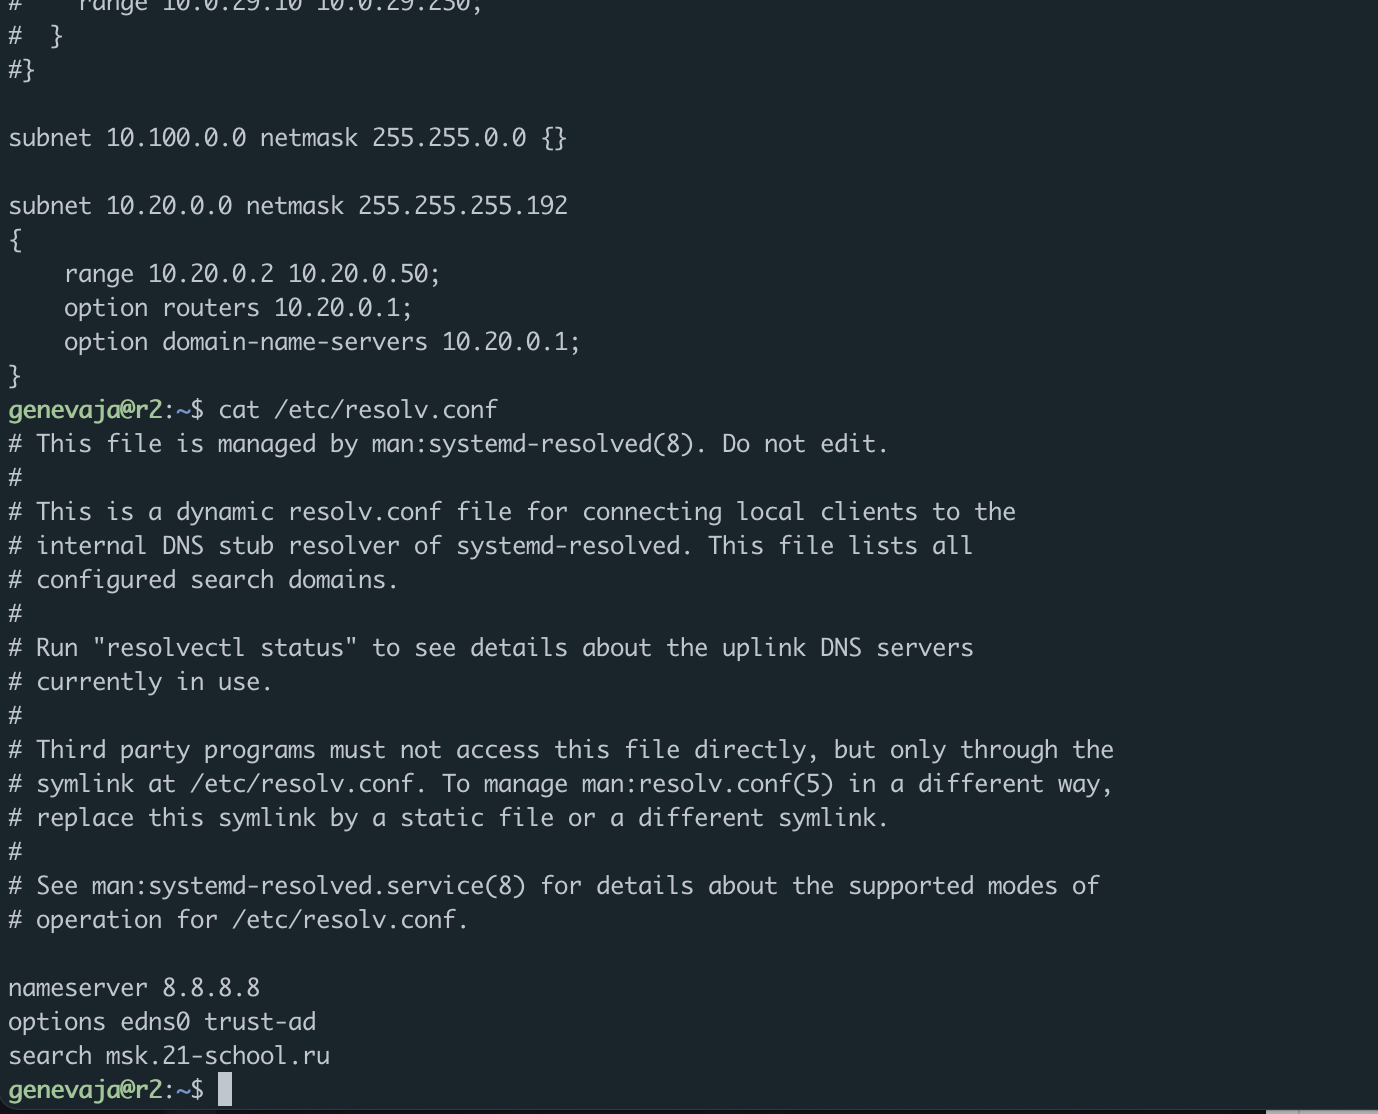 #    range 10.0.29.10 10.0.29.230;
#  }
#}
subnet 10.100.0.0 netmask 255.255.0.0 {}
subnet 10.20.0.0 netmask 255.255.255.192
{
    range 10.20.0.2 10.20.0.50;
    option routers 10.20.0.1;
    option domain-name-servers 10.20.0.1;
}
genevaja@r2:~$ cat /etc/resolv.conf
# This file is managed by man:systemd-resolved(8). Do not edit.
#
# This is a dynamic resolv.conf file for connecting local clients to the
# internal DNS stub resolver of systemd-resolved. This file lists all
# configured search domains.
#
# Run "resolvectl status" to see details about the uplink DNS servers
# currently in use.
#
# Third party programs must not access this file directly, but only through the
# symlink at /etc/resolv.conf. To manage man:resolv.conf(5) in a different way,
# replace this symlink by a static file or a different symlink.
#
# See man:systemd-resolved.service(8) for details about the supported modes of
# operation for /etc/resolv.conf.
nameserver 8.8.8.8
options edns0 trust-ad
search msk.21-school.ru
genevaja@r2:~$